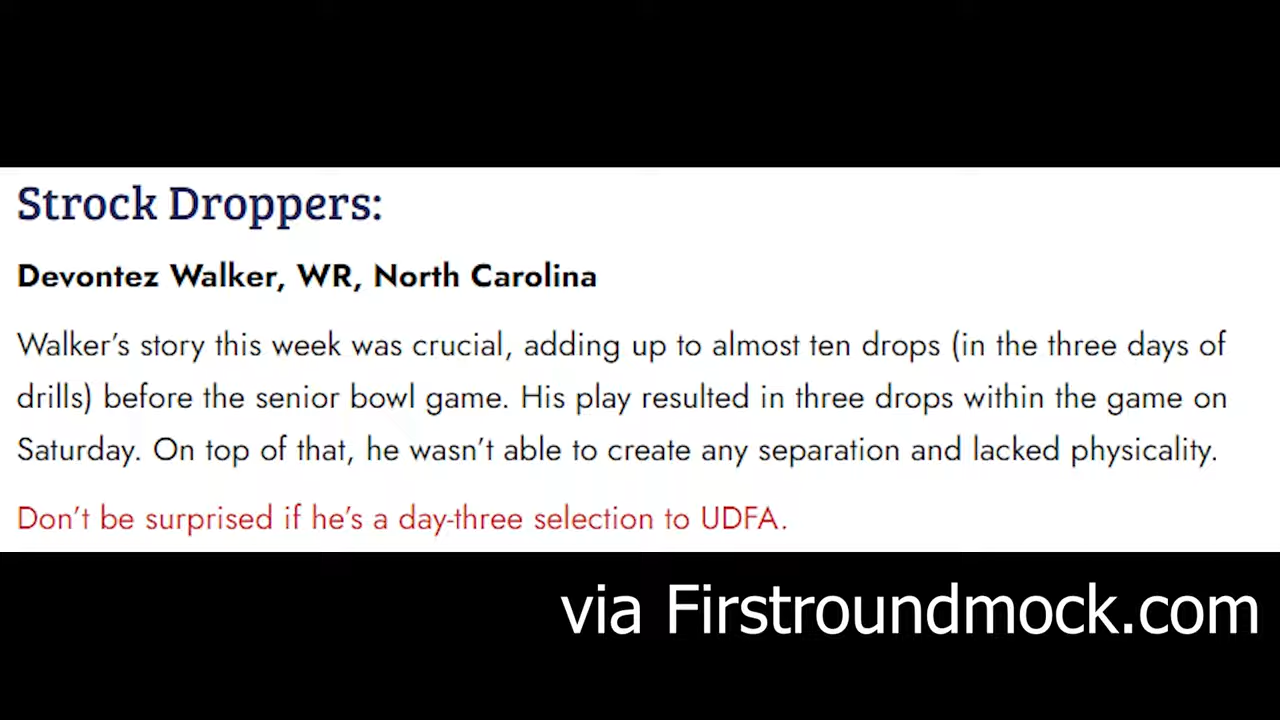 Strock Droppers:
Devontez Walker, WR, North Carolina
Walker's story this week was crucial, adding up to almost ten drops (in the three days of
drills) before the senior bowl game. His play resulted in three drops within the game on
Saturday. On top of that, he wasn't able to create any separation and lacked physicality.
Don't be surprised if he's a day-three selection to UDFA.
via Firstroundmock.com